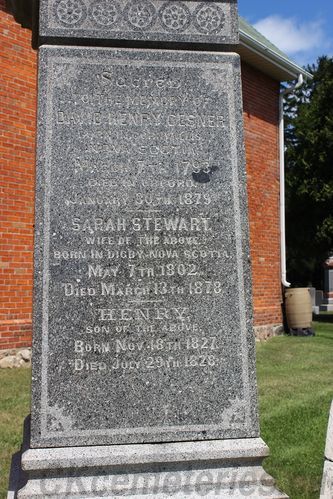 Sacred
TO THE MEMORY OF
DAVID HENRY GESNER
NOVA SCOTIA
DIED IN OXFORD
JANUARY 30TH 1879
SARAH STEWART
WIFE OF THE ABOVE
BORN IN DIGBY NOVA SCOTIA,
MAY 7TH 1802.
DIED MARCH 13TH 1878
HENRY,
SON OF THE ABOVE,
BORN NOV. 18TH 1827
DIED JULY 29TH 1828
CKcemeteries